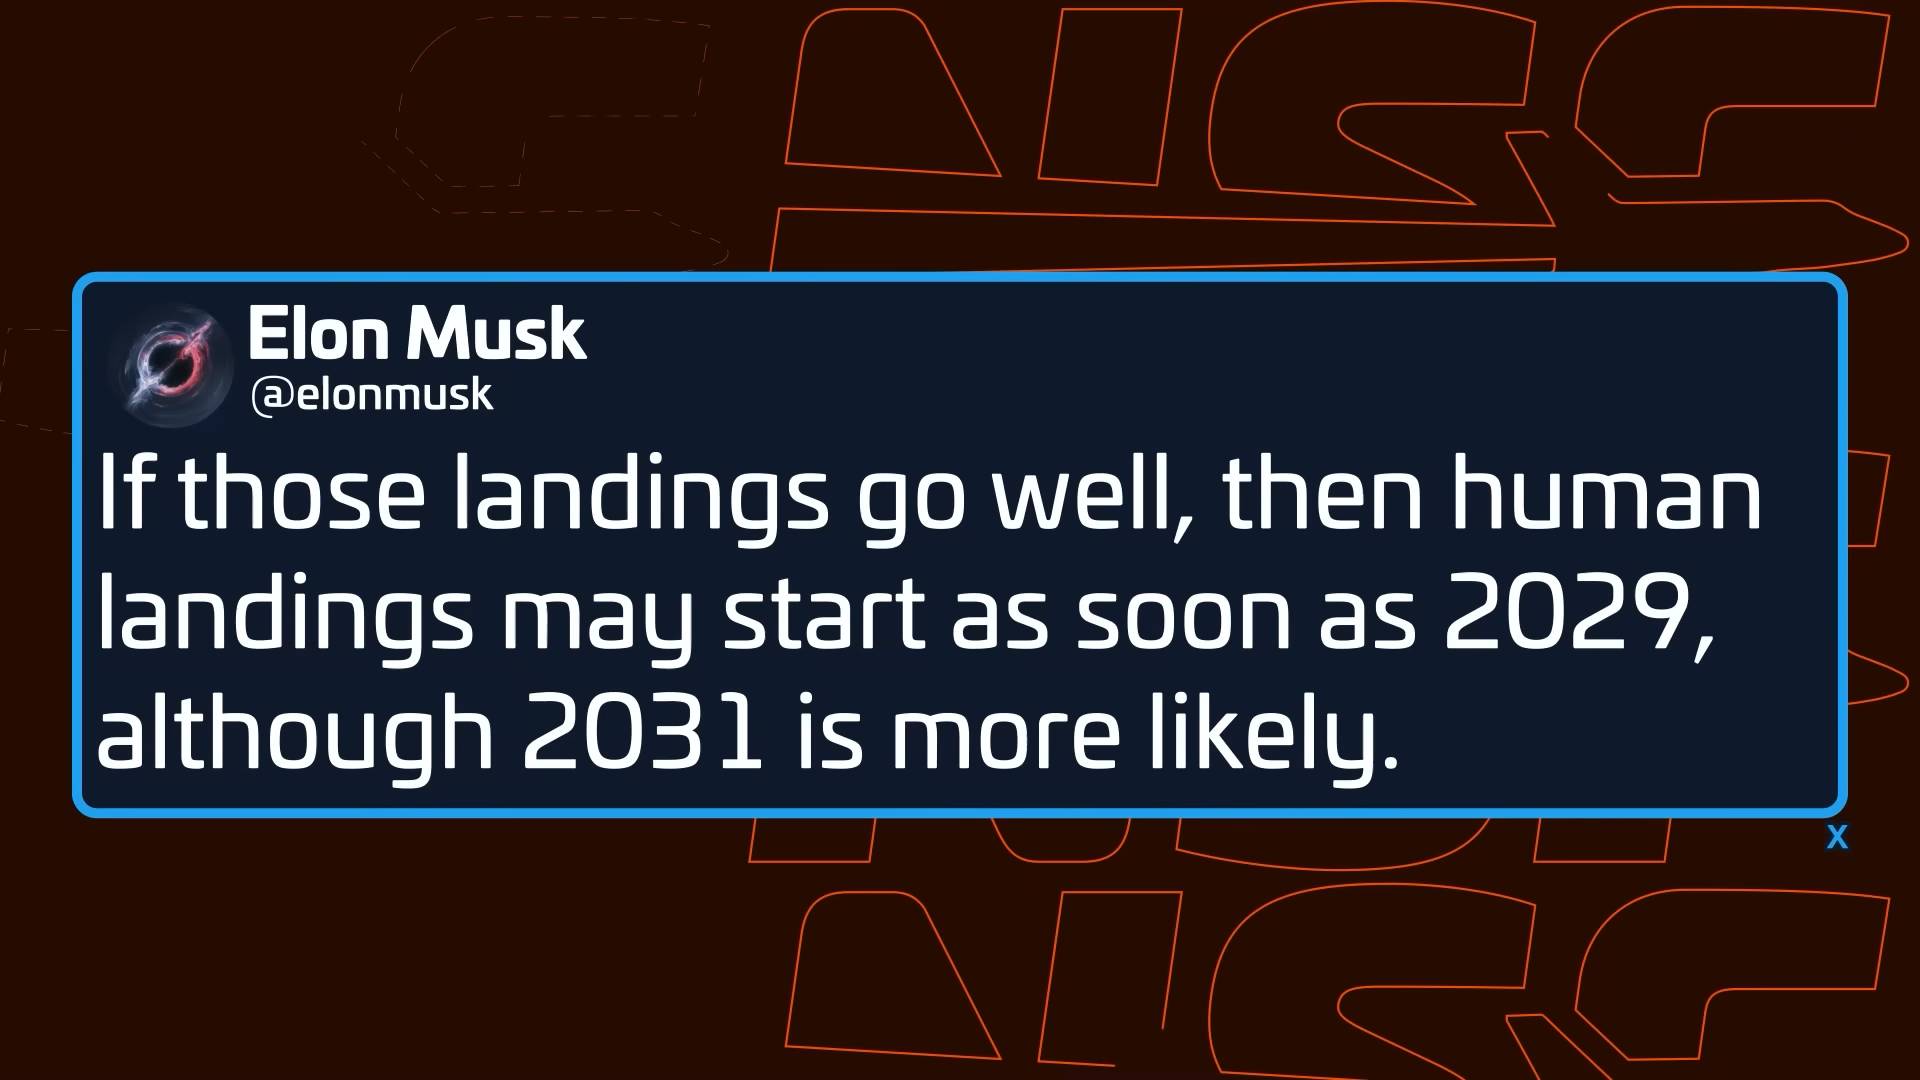 Elon Musk
@elonmusk
If those landings go well, then human
landings may start as soon as 2029,
although 2031 is more likely.
X